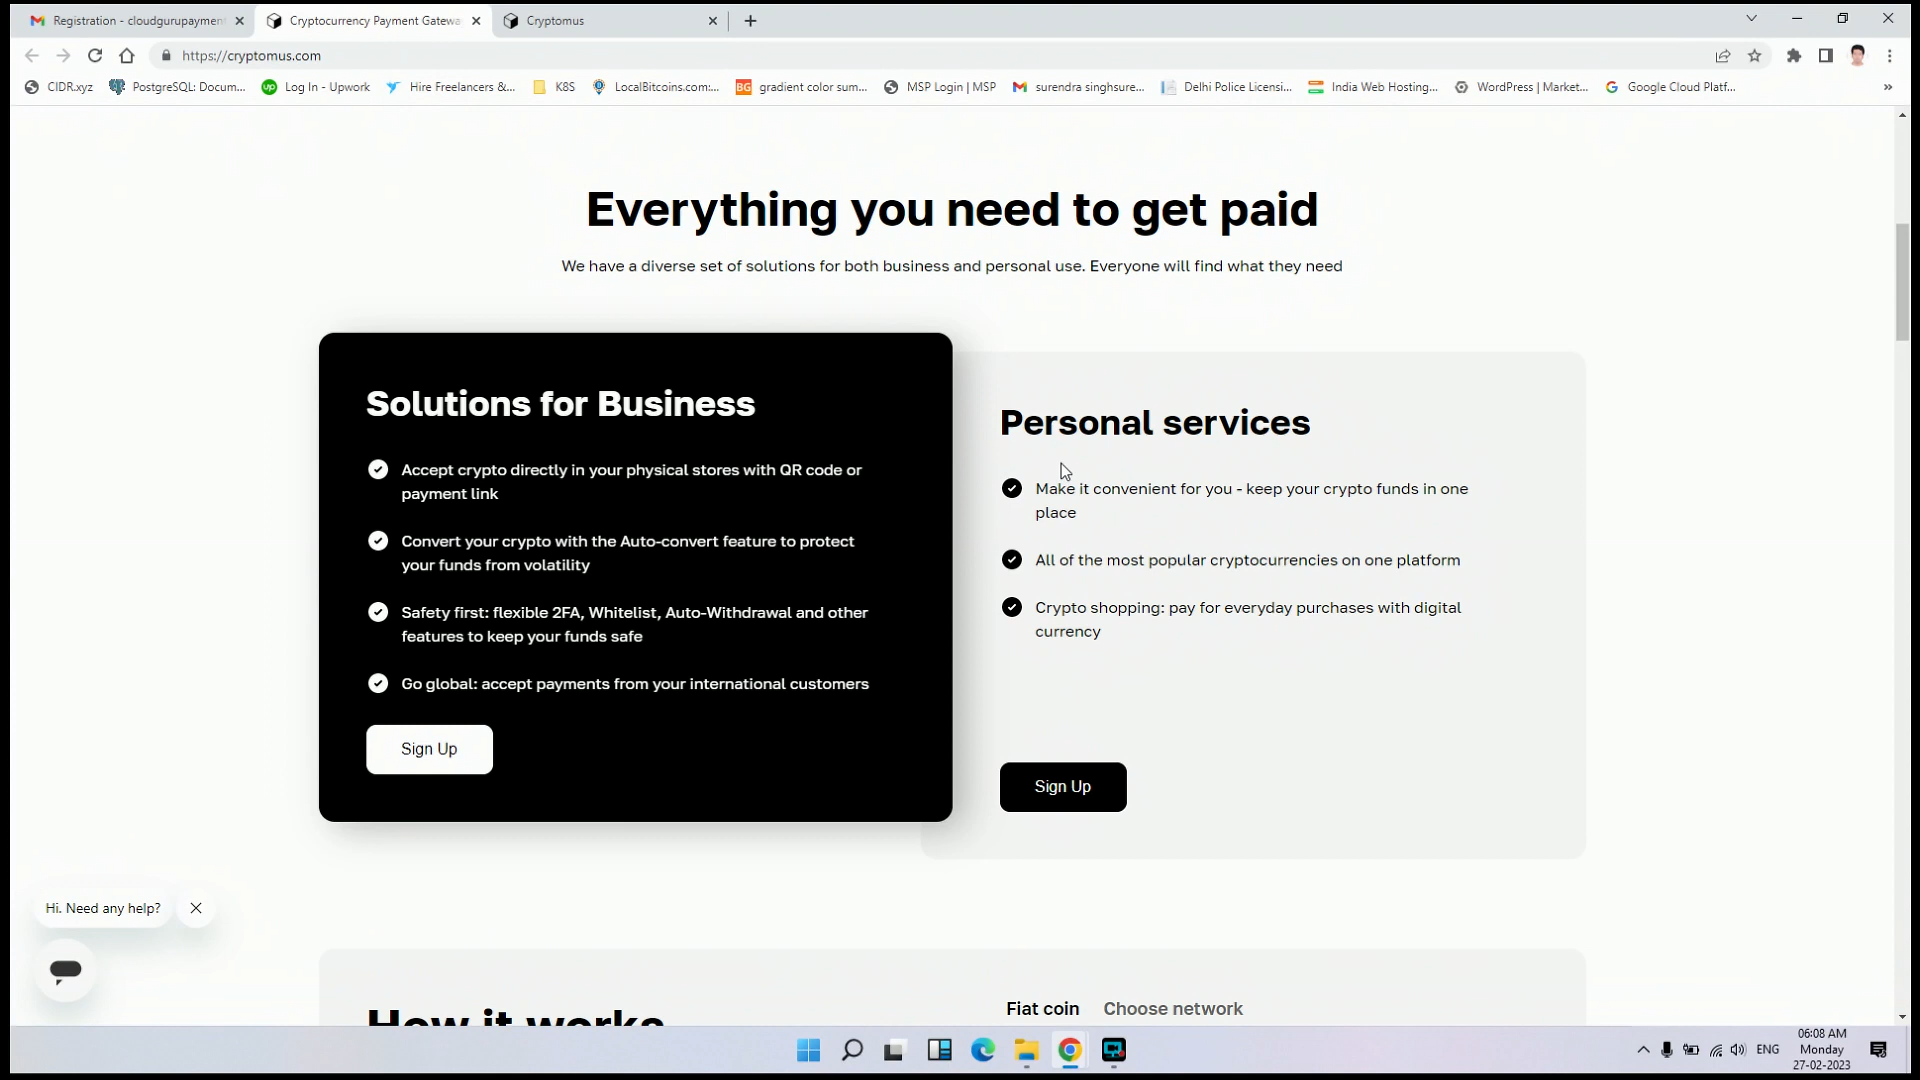 Registration - cloudgurupayment
Cryptocurrency Payment Gatewa
Cryptomus
https://cryptomus.com
CIDR.xyz
PostgreSQL: Docum...
Log In - Upwork
Hire Freelancers &...
K8S
LocalBitcoins.com:...
gradient color sum...
MSP Login | MSP
surendra singhsure...
Delhi Police Licensi...
India Web Hosting...
WordPress | Market...
Google Cloud Platf...
Everything you need to get paid
We have a diverse set of solutions for both business and personal use. Everyone will find what they need
Solutions for Business
Accept crypto directly in your physical stores with QR code or
payment link
Convert your crypto with the Auto-convert feature to protect
your funds from volatility
Safety first: flexible 2FA, Whitelist, Auto-Withdrawal and other
features to keep your funds safe
Go global: accept payments from your international customers
Sign Up
Personal services
Make it convenient for you - keep your crypto funds in one
place
All of the most popular cryptocurrencies on one platform
Crypto shopping: pay for everyday purchases with digital
currency
Sign Up
Hi. Need any help?
How it works
Fiat coin
Choose network
ENG
06:08 AM
Monday
27-02-2023